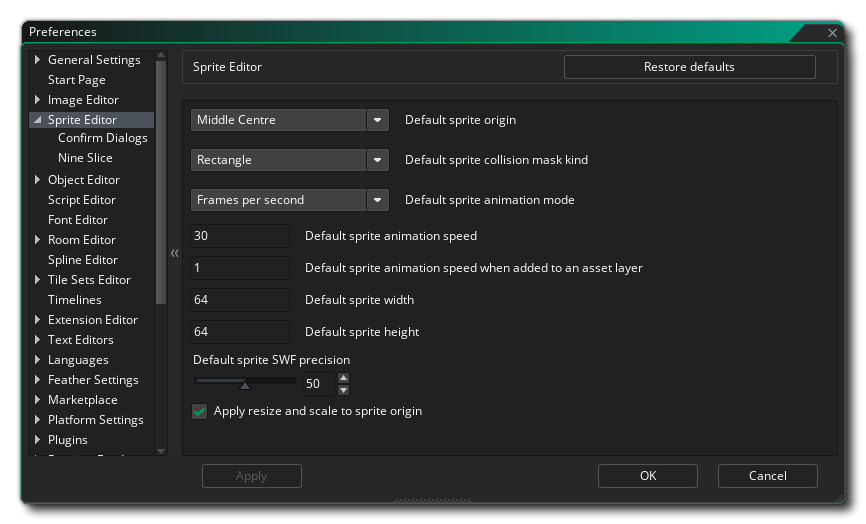 Preferences
General Settings
Start Page
Image Editor
Sprite Editor
Confirm Dialogs
Nine Slice
Object Editor
Script Editor
Font Editor
Room Editor
Spline Editor
Tile Sets Editor
Timelines
Extension Editor
Text Editors
Languages
Feather Settings
Marketplace
Platform Settings
Plugins
Sprite Editor
Restore defaults
Middle Centre Default sprite origin
Rectangle Default sprite collision mask kind
Frames per second Default sprite animation mode
30 Default sprite animation speed
1 Default sprite animation speed when added to an asset layer
64 Default sprite width
64 Default sprite height
Default sprite SWF precision
50
Apply resize and scale to sprite origin
Apply
OK
Cancel